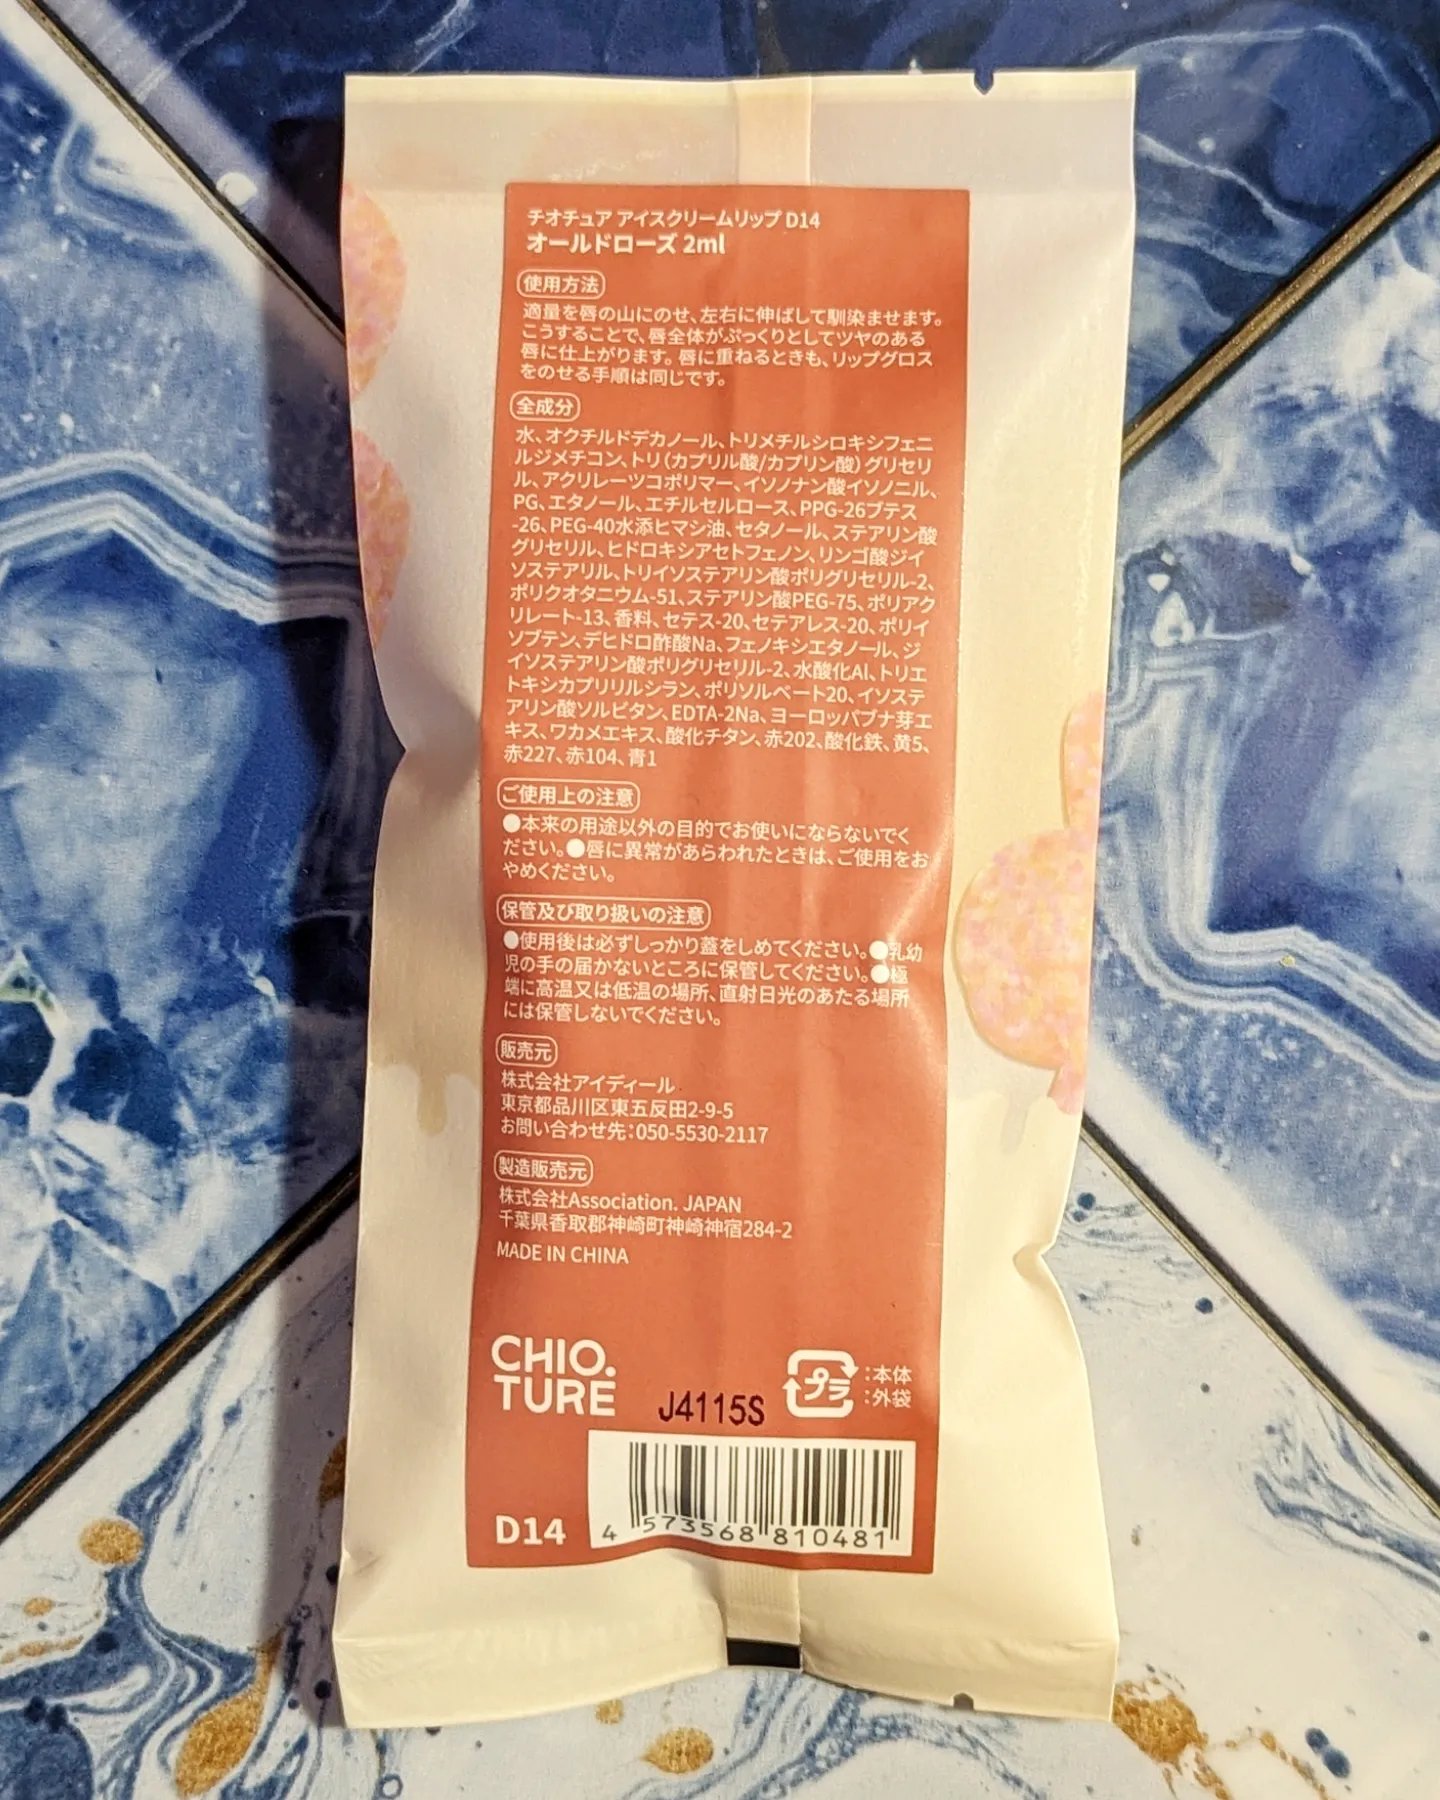 チオチュア アイスクリームリップ D14
オールドローズ 2ml
使用方法
適量を唇の山にのせ、左右に伸ばして馴染ませます。
こうすることで、唇全体がぷっくりとしてツヤのある
唇に仕上がります。唇に重ねるときも、リップグロス
をのせる手順は同じです。
全成分
水、オクチルドデカノール、トリメチルシロキシフェニ
ルジメチコン、トリ（カプリル酸/カプリン酸）グリセリ
ル、アクリレーツコポリマー、イソノナン酸イソノニル、
PG、エタノール、エチルセルロース、PPG-26ブテス
-26、PEG-40水添ヒマシ油、セタノール、ステアリン酸
グリセリル、ヒドロキシアセトフェノン、リンゴ酸ジイ
ソステアリル、トリイソステアリン酸ポリグリセリル-2、
ポリクオタニウム-51、ステアリン酸PEG-75、ポリアク
リレート-13、香料、セテス-20、セテアレス-20、ポリイ
ソブテン、デヒドロ酢酸Na、フェノキシエタノール、ジ
イソステアリン酸ポリグリセリル-2、水酸化Al、トリエ
トキシカプリリルシラン、ポリソルベート20、イソステ
アリン酸ソルビタン、EDTA-2Na、ヨーロッパブナ芽エ
キス、ワカメエキス、酸化チタン、赤202、酸化鉄、黄5、
赤227、赤104、青1
ご使用上の注意
●本来の用途以外の目的でお使いにならないでく
ださい。●唇に異常があらわれたときは、ご使用をお
やめください。
保管及び取り扱いの注意
●使用後は必ずしっかり蓋をしめてください。●乳幼
児の手の届かないところに保管してください。●極
端に高温又は低温の場所、直射日光のあたる場所
には保管しないでください。
販売元
株式会社アイディール
東京都品川区東五反田2-9-5
お問い合わせ先：050-5530-2117
製造販売元
株式会社Association. JAPAN
千葉県香取郡神崎町神崎神宿284-2
MADE IN CHINA
CHIO.
TURE
J4115S
プラ
：本体
：外袋
D14
4 573568 810481